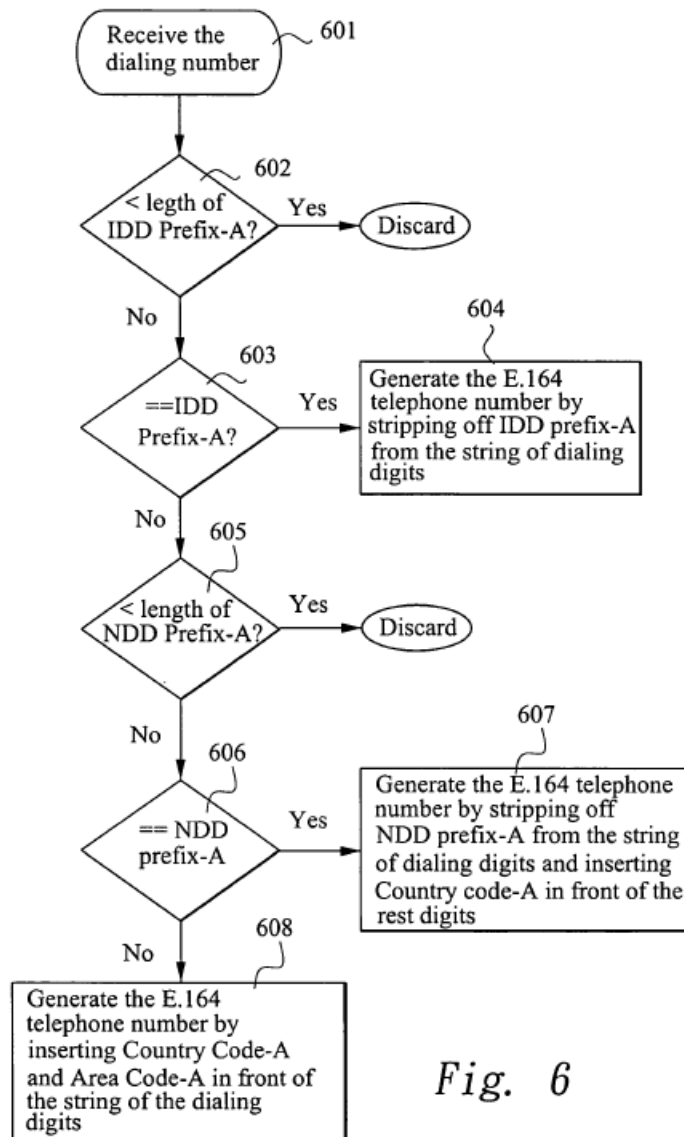 Receive the
dialing number
601
602
< legth of
IDD Prefix-A?
Yes
Discard
No
603
==IDD
Prefix-A?
Yes
604
Generate the E.164
telephone number by
stripping off IDD prefix-A
from the string of dialing
digits
No
605
< length of
NDD Prefix-A?
Yes
Discard
No
606
== NDD
prefix-A
Yes
607
Generate the E.164 telephone
number by stripping off
NDD prefix-A from the string
of dialing digits and inserting
Country code-A in front of the
rest digits
No
608
Generate the E.164
telephone number by
inserting Country Code-A
and Area Code-A in front of
the string of the dialing
digits
Fig. 6